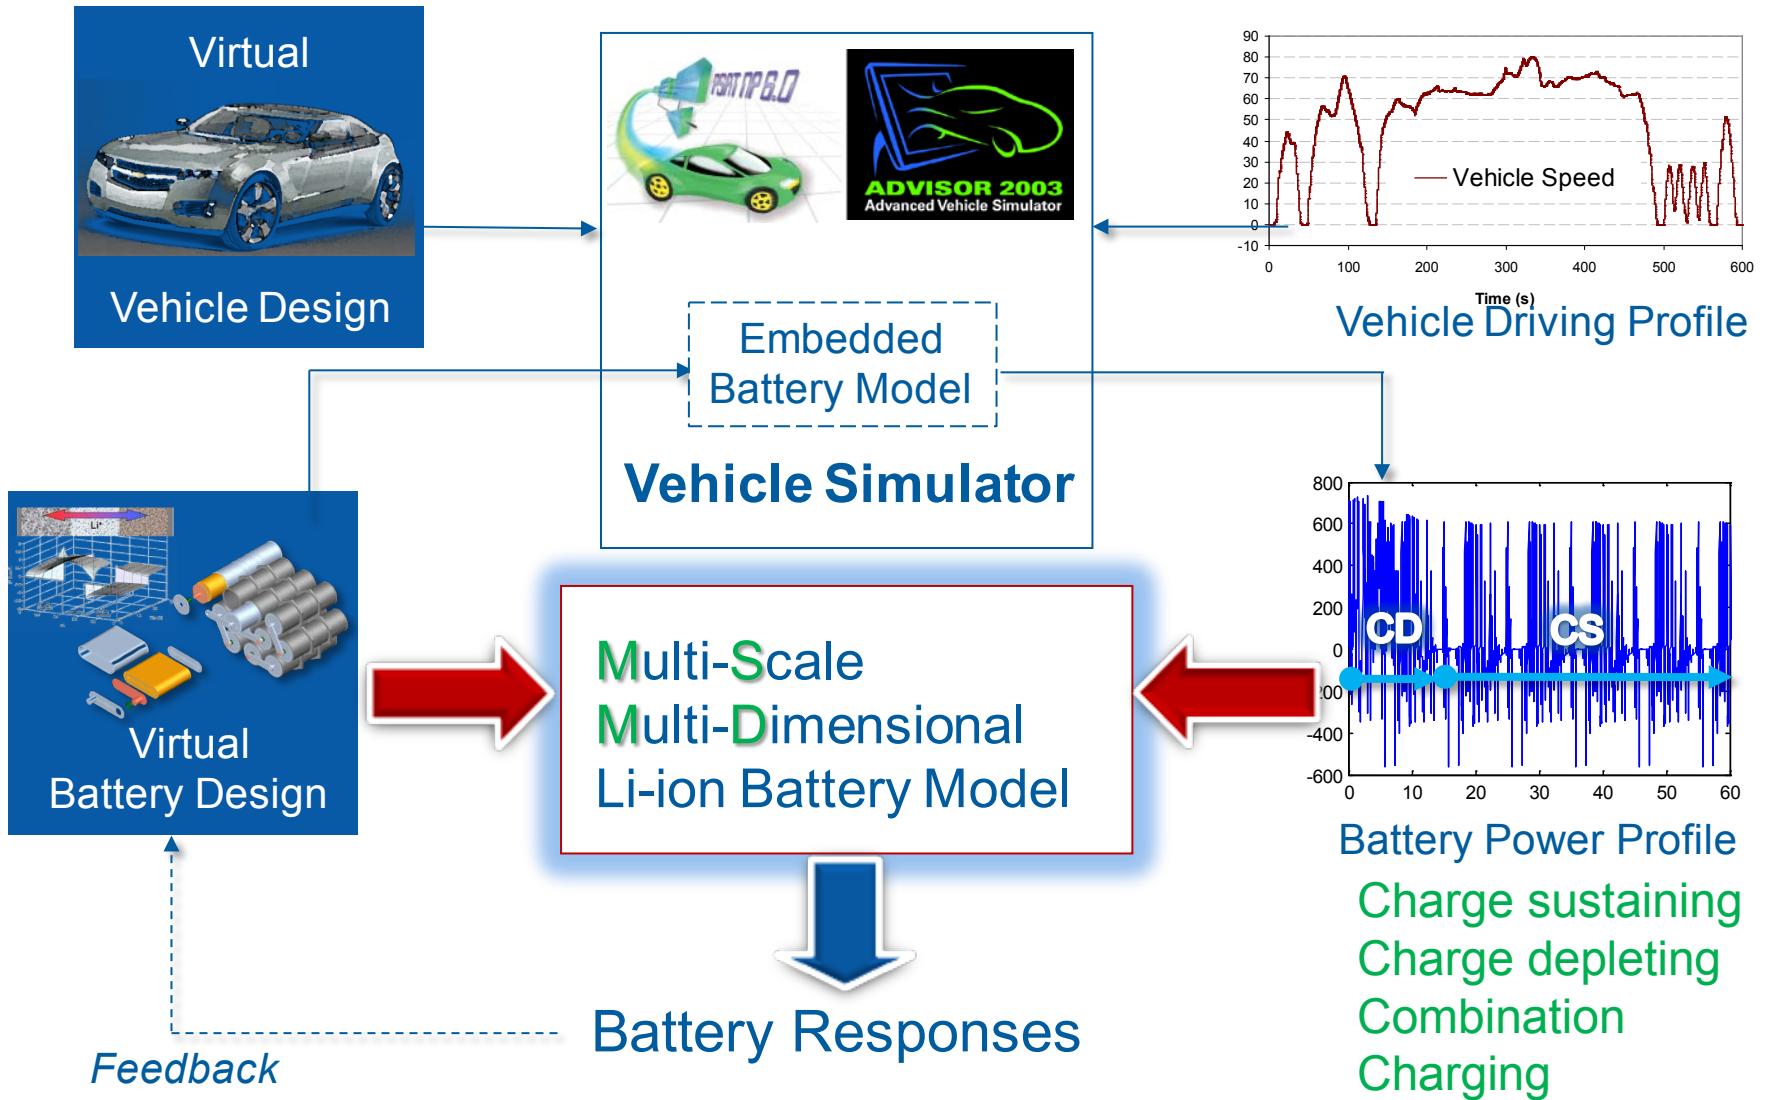 Virtual
Vehicle Design
PSAT
6.0
ADVISOR 2003
Advanced Vehicle Simulator
Embedded
Battery Model
Vehicle Simulator
90
80
70
60
50
40
30
20
10
0
-10
0 100 200 300 400 500 600
Vehicle Speed
Time (s)
Vehicle Driving Profile
Li+
Virtual
Battery Design
Multi-Scale
Multi-Dimensional
Li-ion Battery Model
800
600
400
200
0
-200
-400
-600
0 10 20 30 40 50 60
CD
CS
Battery Power Profile
Charge sustaining
Charge depleting
Combination
Charging
Battery Responses
Feedback